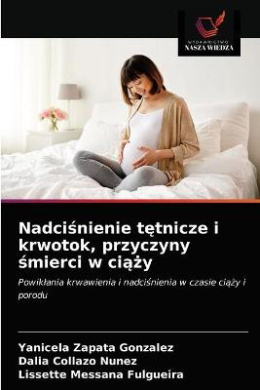 WYDAWNICTWO
NASZA WIEDZA
Nadciśnienie tętnicze i
krwotok, przyczyny
śmierci w ciąży
Powikłania krwawienia i nadciśnienia w czasie ciąży i
porodu
Yanicela Zapata Gonzalez
Dalia Collazo Nunez
Lissette Messana Fulgueira